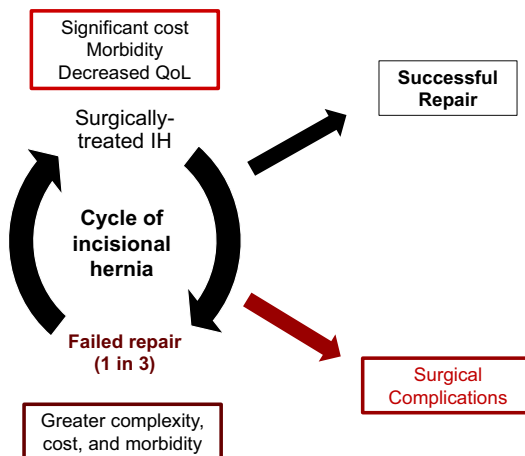 Significant cost
Morbidity
Decreased QoL
Surgically-
treated IH
Successful
Repair
Cycle of
incisional
hernia
Failed repair
(1 in 3)
Surgical
Complications
Greater complexity,
cost, and morbidity